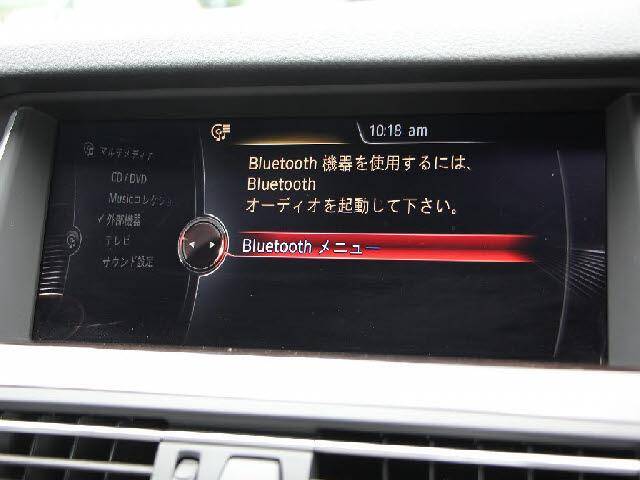 10:18 am
マルチメディア
CD / DVD
Musicコレクショ
✓外部機器
テレビ
サウンド設定
Bluetooth 機器を使用するには、
Bluetooth
オーディオを起動して下さい。
Bluetooth メニュー